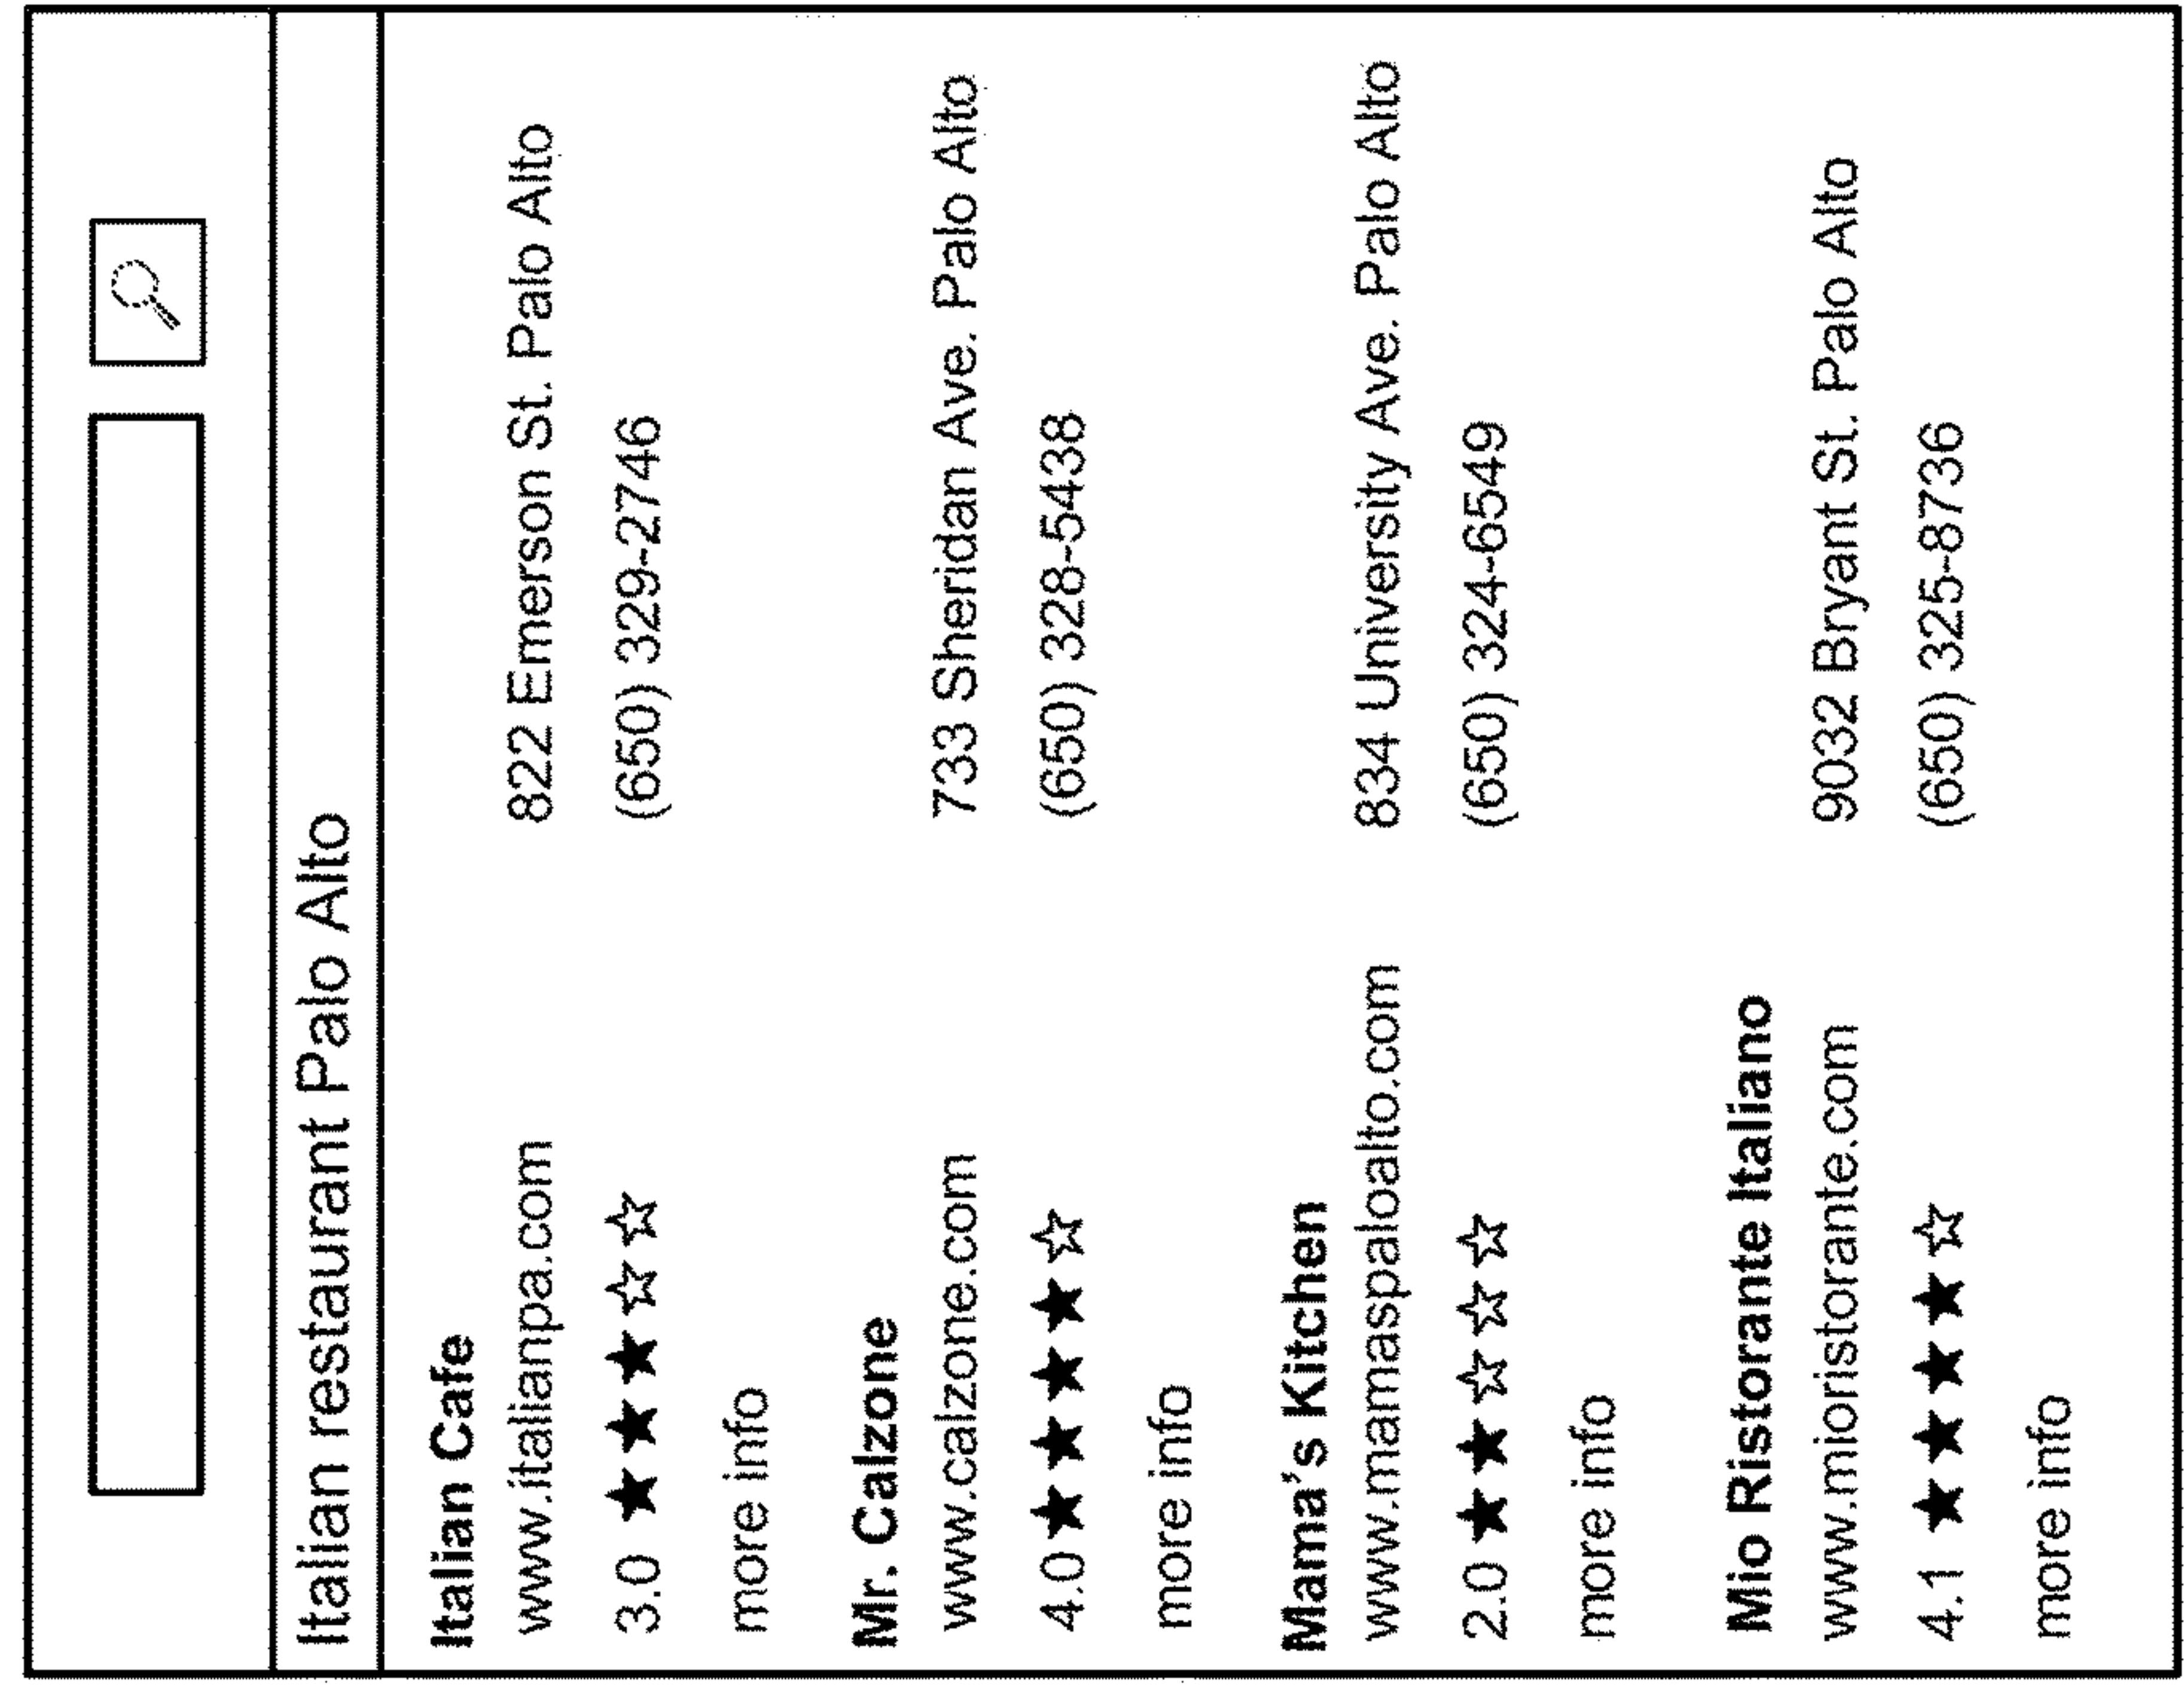 Italian restaurant Palo Alto
Italian Cafe
www.italianpa.com 822 Emerson St. Palo Alto
3.0 ★★★☆☆ (650) 329-2746
more info
Mr. Calzone
www.calzone.com 733 Sheridan Ave. Palo Alto
4.0 ★★★★☆ (650) 328-5438
more info
Mama's Kitchen
www.mamaspaloalto.com 834 University Ave. Palo Alto
2.0 ★★☆☆☆ (650) 324-6549
more info
Mio Ristorante Italiano
www.mioristorante.com 9032 Bryant St. Palo Alto
4.1 ★★★★☆ (650) 325-8736
more info